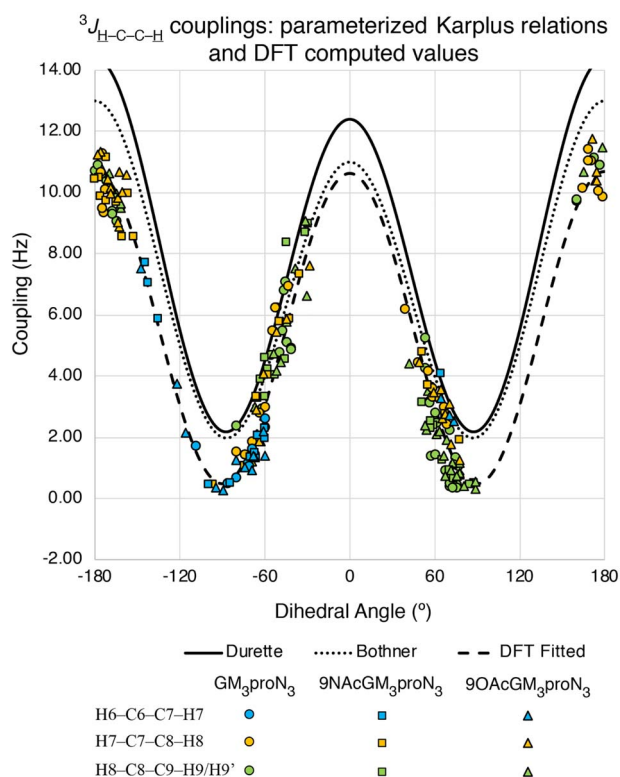 ³J H–C–C–H couplings: parameterized Karplus relations
and DFT computed values
14.00
12.00
10.00
8.00
6.00
4.00
2.00
0.00
-2.00
Coupling (Hz)
-180 -120 -60 0 60 120 180
Dihedral Angle (º)
Durette Bothner DFT Fitted
GM₃proN₃ 9NAcGM₃proN₃ 9OAcGM₃proN₃
H6–C6–C7–H7
H7–C7–C8–H8
H8–C8–C9–H9/H9’